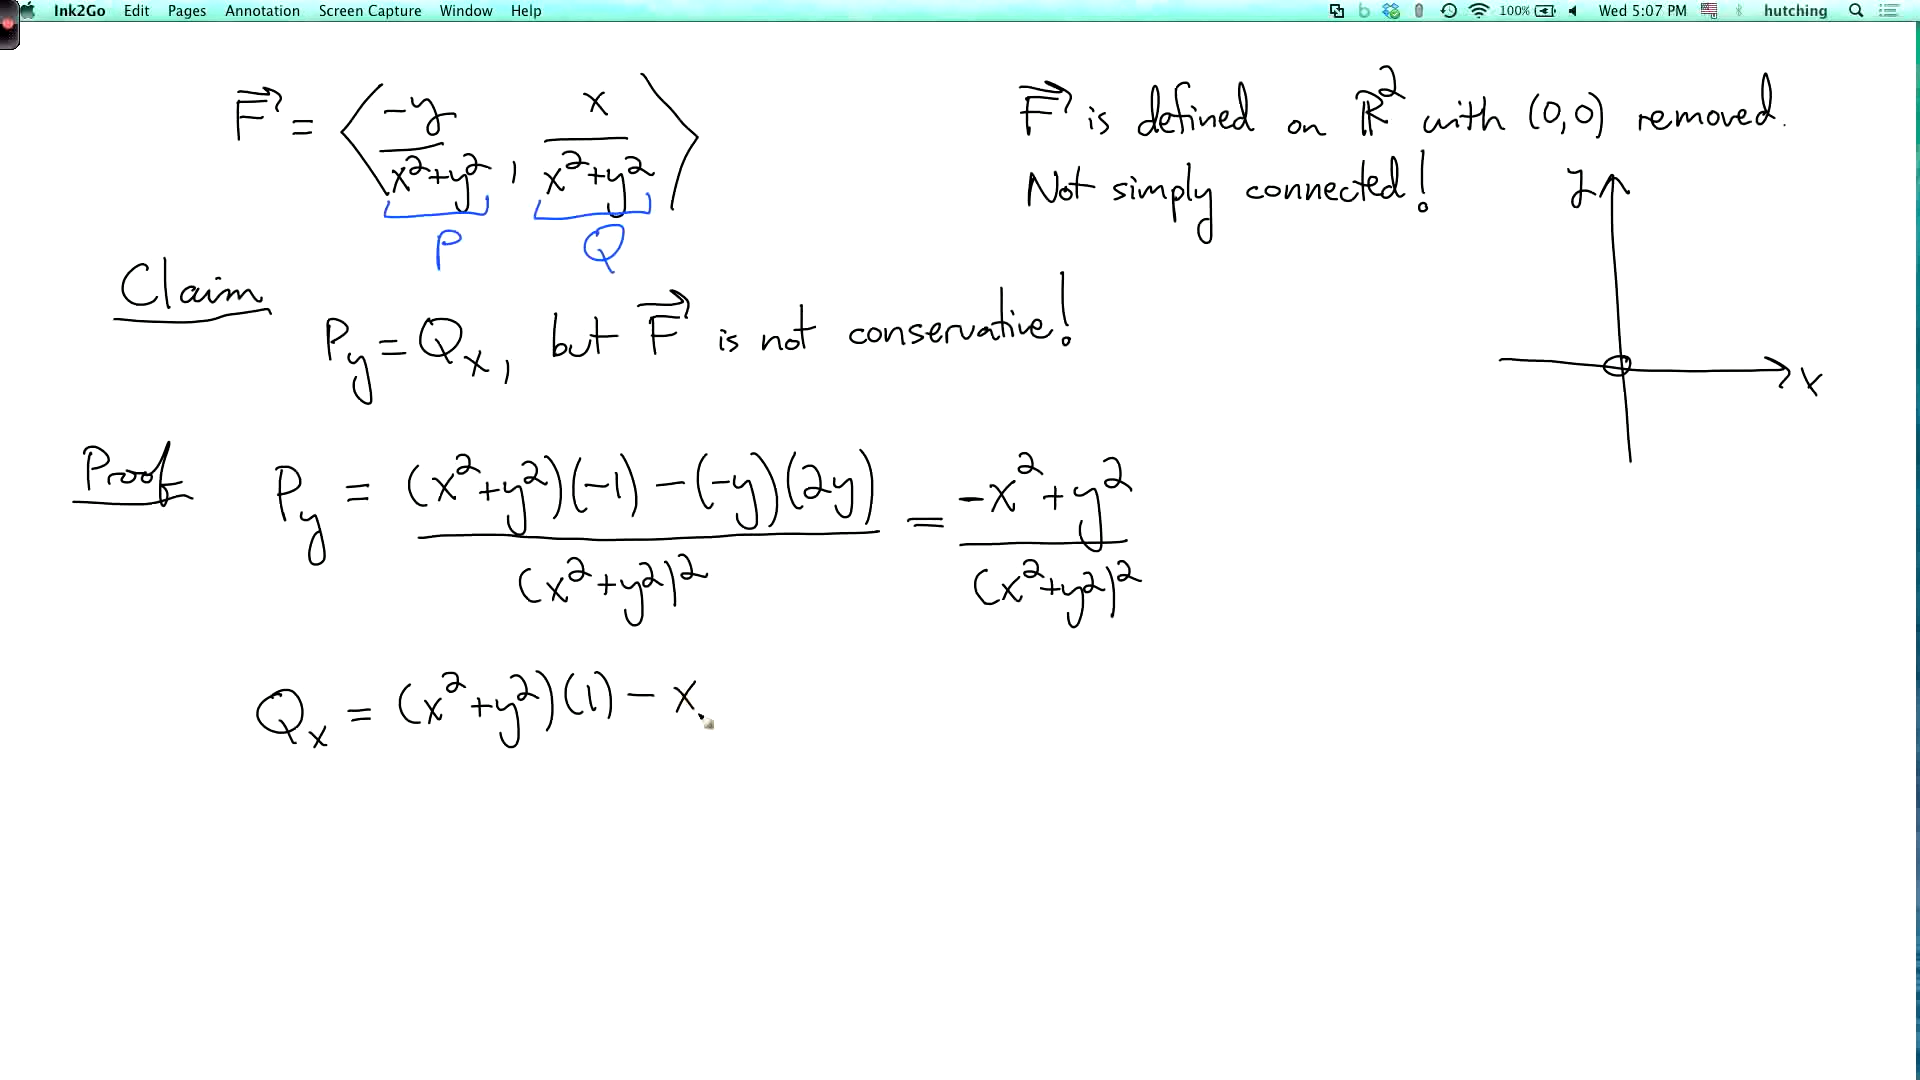 Ink2Go Edit Pages Annotation Screen Capture Window Help 100% Wed 5:07 PM hutching
F⃗ = ⟨ -y/(x²+y²) , x/(x²+y²) ⟩
P Q
F⃗ is defined on ℝ² with (0,0) removed.
Not simply connected!
y
x
Claim
P_y = Q_x, but F⃗ is not conservative!
Proof
P_y = ((x²+y²)(-1) - (-y)(2y))/(x²+y²)² = (-x²+y²)/(x²+y²)²
Q_x = (x²+y²)(1) - x